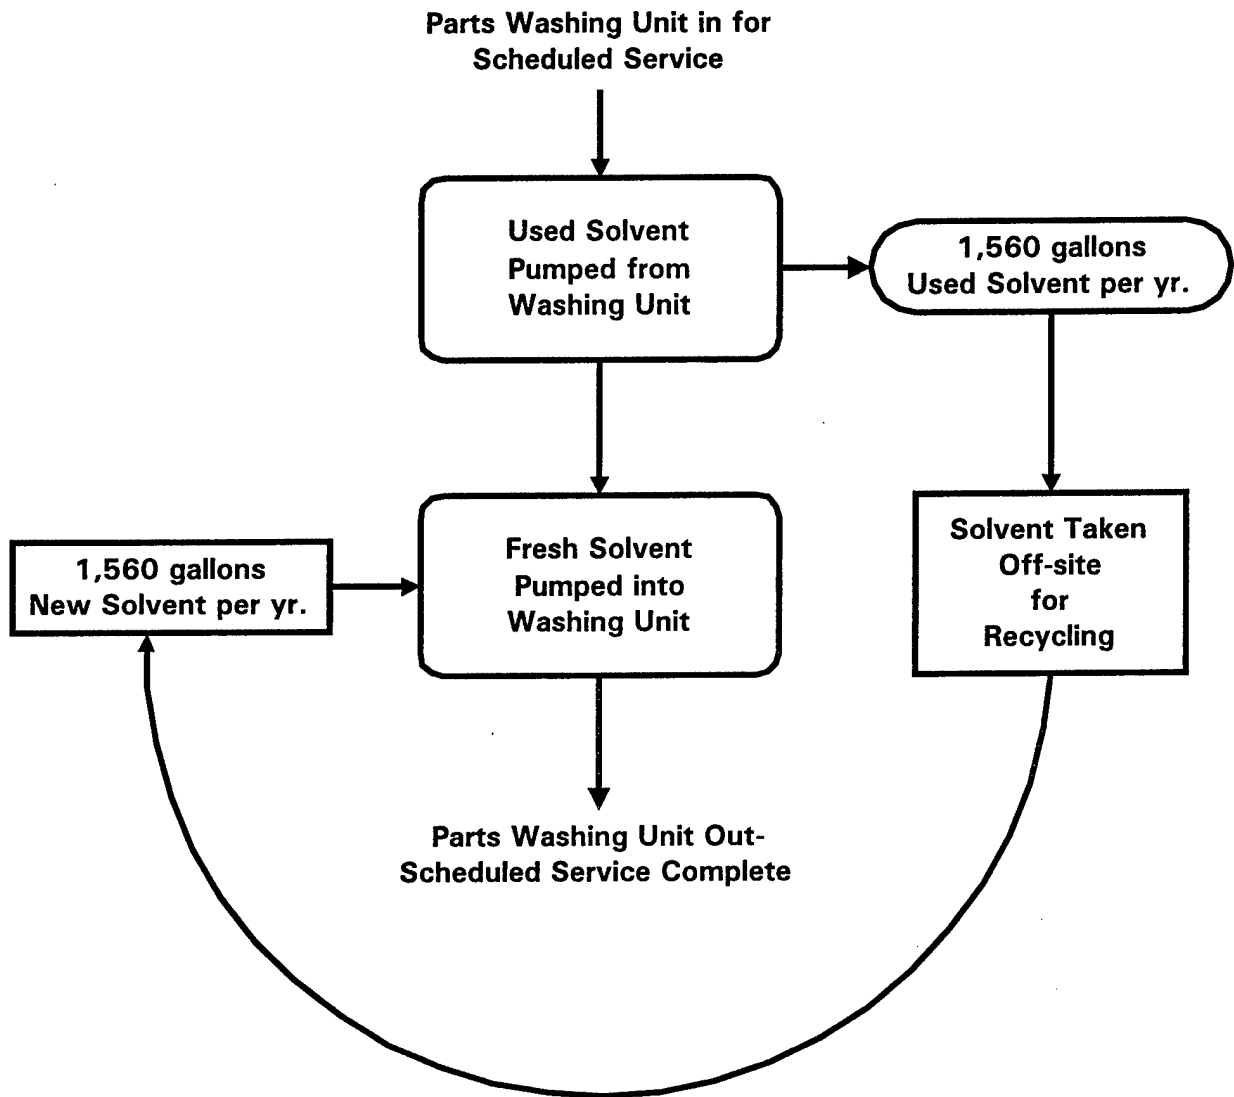 Parts Washing Unit in for
Scheduled Service
Used Solvent
Pumped from
Washing Unit
1,560 gallons
Used Solvent per yr.
Fresh Solvent
Pumped into
Washing Unit
1,560 gallons
New Solvent per yr.
Solvent Taken
Off-site
for
Recycling
Parts Washing Unit Out-
Scheduled Service Complete